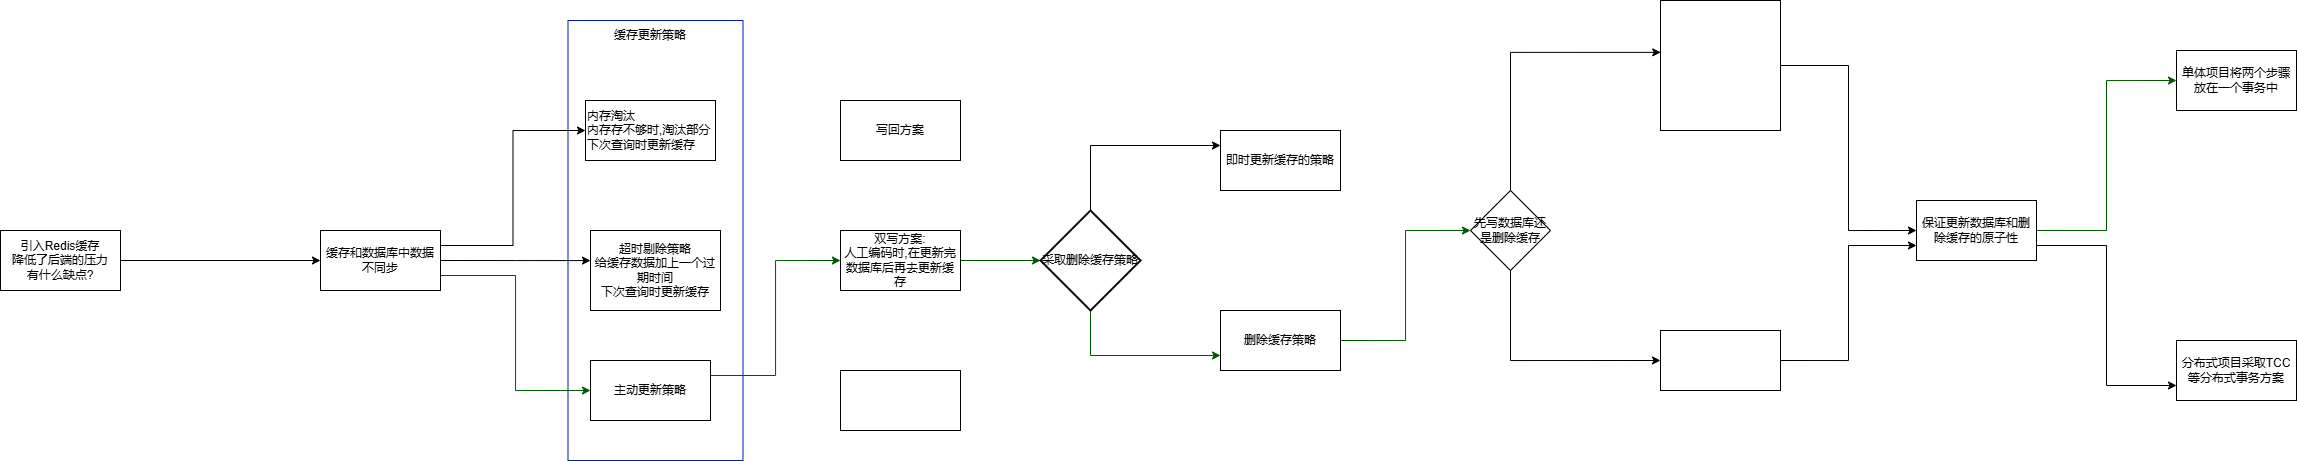 引入Redis缓存
降低了后端的压力
有什么缺点?
缓存和数据库中数据
不同步
缓存更新策略
内存淘汰
内存存不够时,淘汰部分
下次查询时更新缓存
超时剔除策略
给缓存数据加上一个过
期时间
下次查询时更新缓存
主动更新策略
写回方案
双写方案:
人工编码时,在更新完
数据库后再去更新缓
存
采取删除缓存策略
即时更新缓存的策略
删除缓存策略
先写数据库还
是删除缓存
保证更新数据库和删
除缓存的原子性
单体项目将两个步骤
放在一个事务中
分布式项目采取TCC
等分布式事务方案